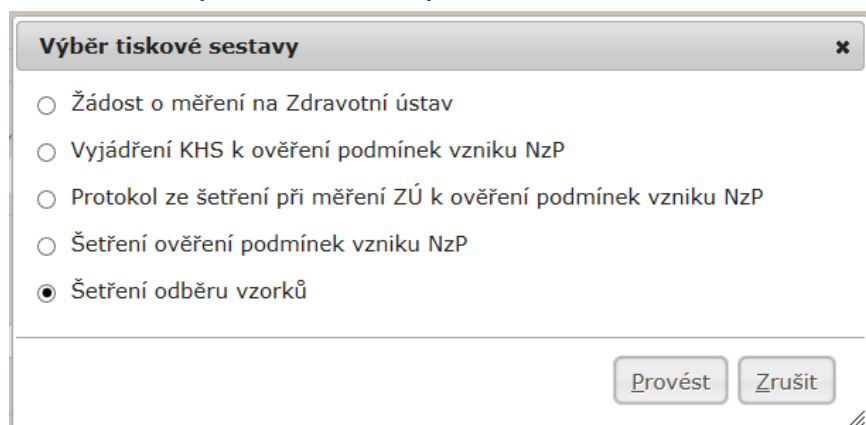 Výběr tiskové sestavy
Žádost o měření na Zdravotní ústav
Vyjádření KHS k ověření podmínek vzniku NzP
Protokol ze šetření při měření ZÚ k ověření podmínek vzniku NzP
Šetření ověření podmínek vzniku NzP
Šetření odběru vzorků
Provést Zrušit